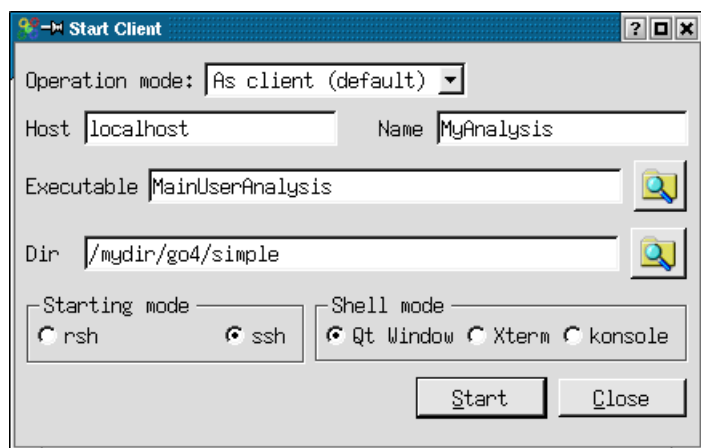 Start Client
Operation mode: As client (default)
Host localhost Name MyAnalysis
Executable MainUserAnalysis
Dir /mydir/go4/simple
Starting mode Shell mode
rsh ssh Qt Window Xterm konsole
Start Close